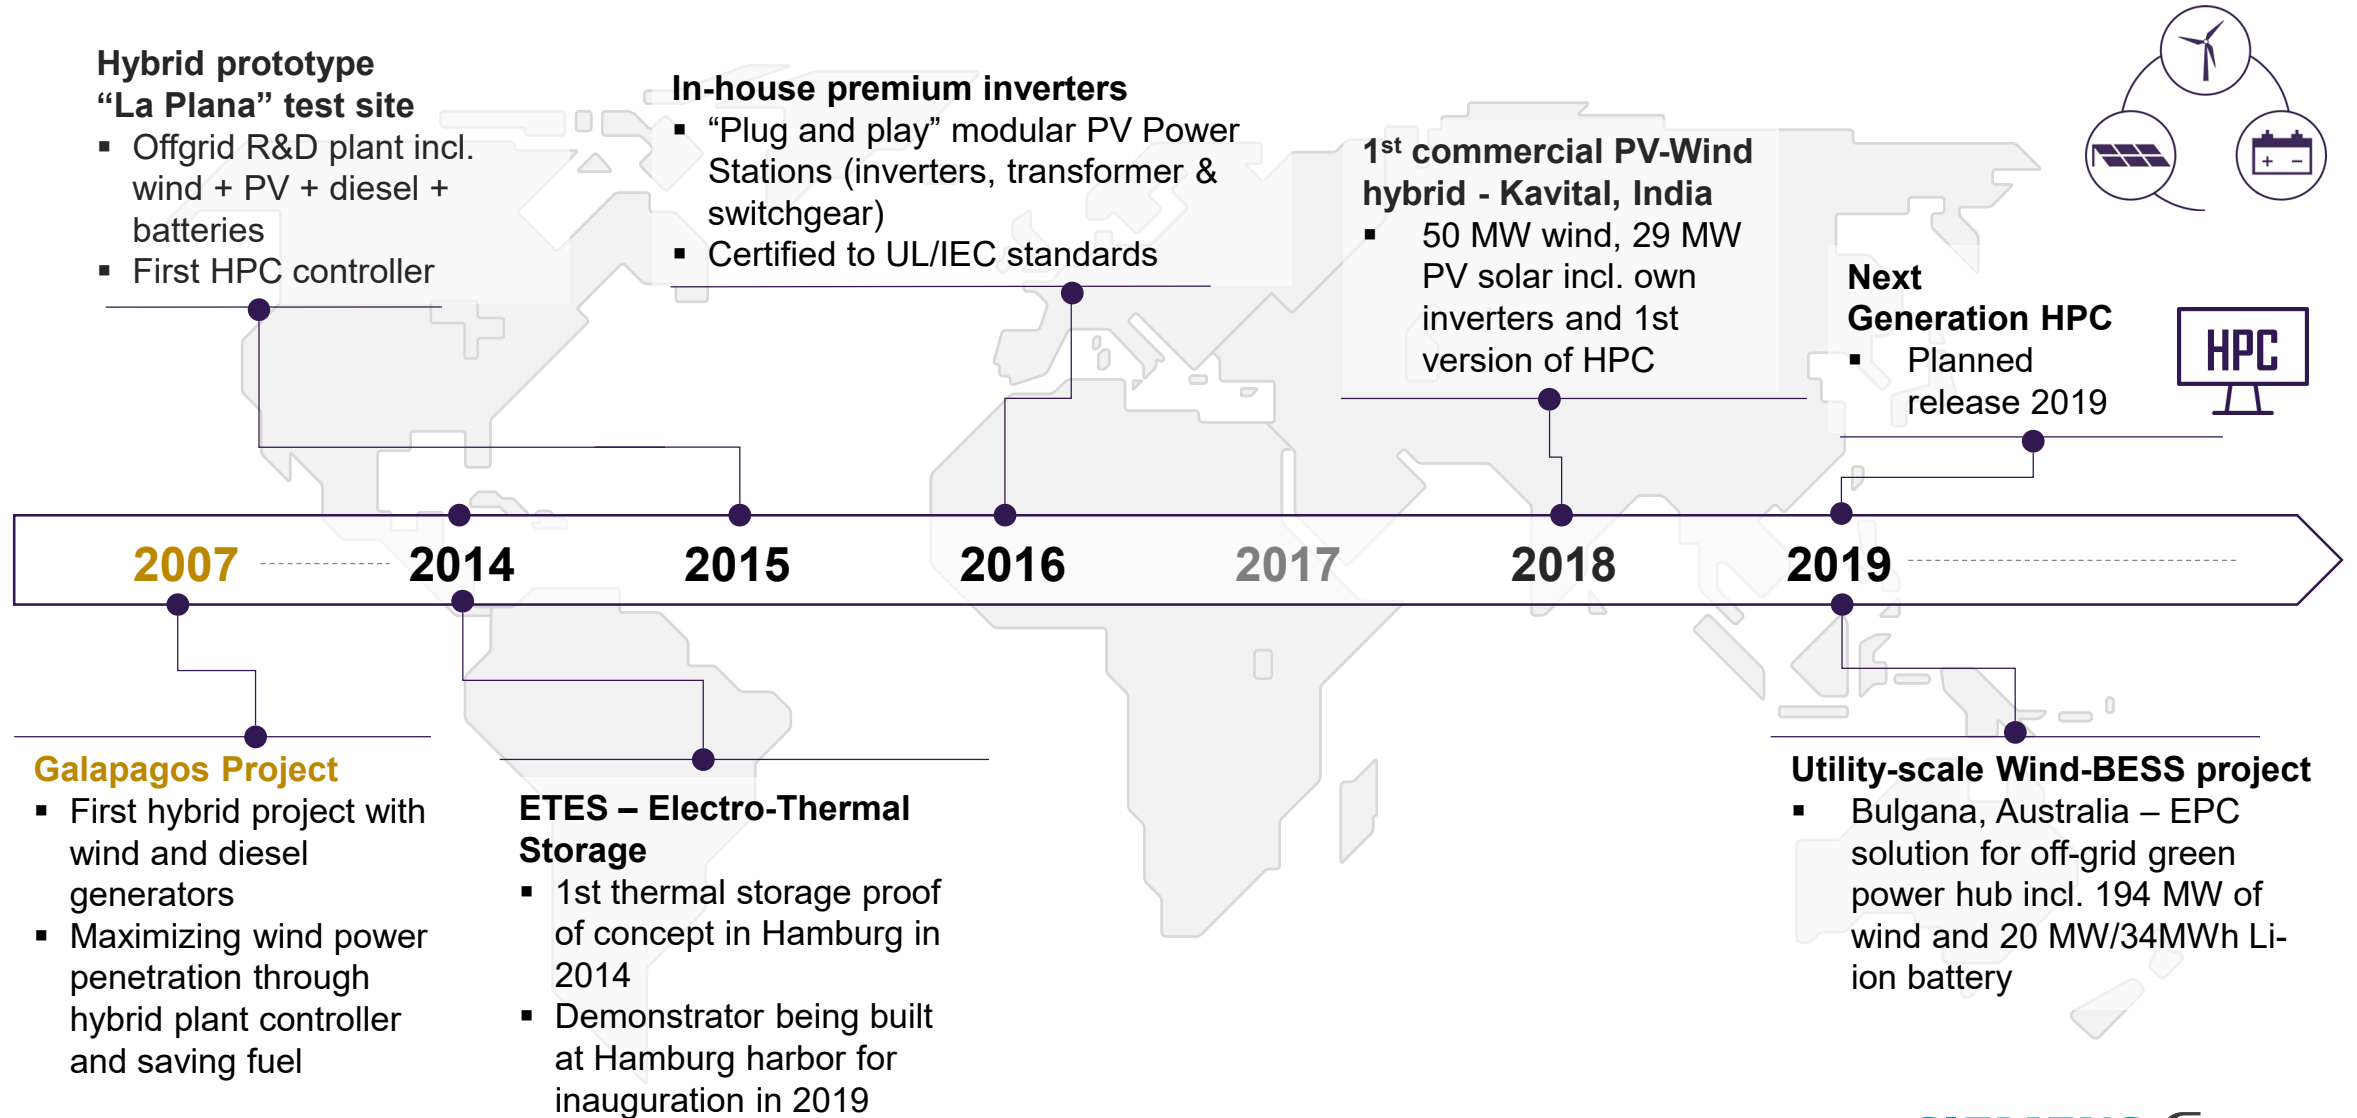 Hybrid prototype
“La Plana” test site
▪ Offgrid R&D plant incl.
wind + PV + diesel +
batteries
▪ First HPC controller
In-house premium inverters
▪ “Plug and play” modular PV Power
Stations (inverters, transformer &
switchgear)
▪ Certified to UL/IEC standards
1st commercial PV-Wind
hybrid - Kavital, India
▪ 50 MW wind, 29 MW
PV solar incl. own
inverters and 1st
version of HPC
Next
Generation HPC
▪ Planned
release 2019
HPC
2007 2014 2015 2016 2017 2018 2019
Galapagos Project
▪ First hybrid project with
wind and diesel
generators
▪ Maximizing wind power
penetration through
hybrid plant controller
and saving fuel
ETES – Electro-Thermal
Storage
▪ 1st thermal storage proof
of concept in Hamburg in
2014
▪ Demonstrator being built
at Hamburg harbor for
inauguration in 2019
Utility-scale Wind-BESS project
▪ Bulgana, Australia – EPC
solution for off-grid green
power hub incl. 194 MW of
wind and 20 MW/34MWh Li-
ion battery